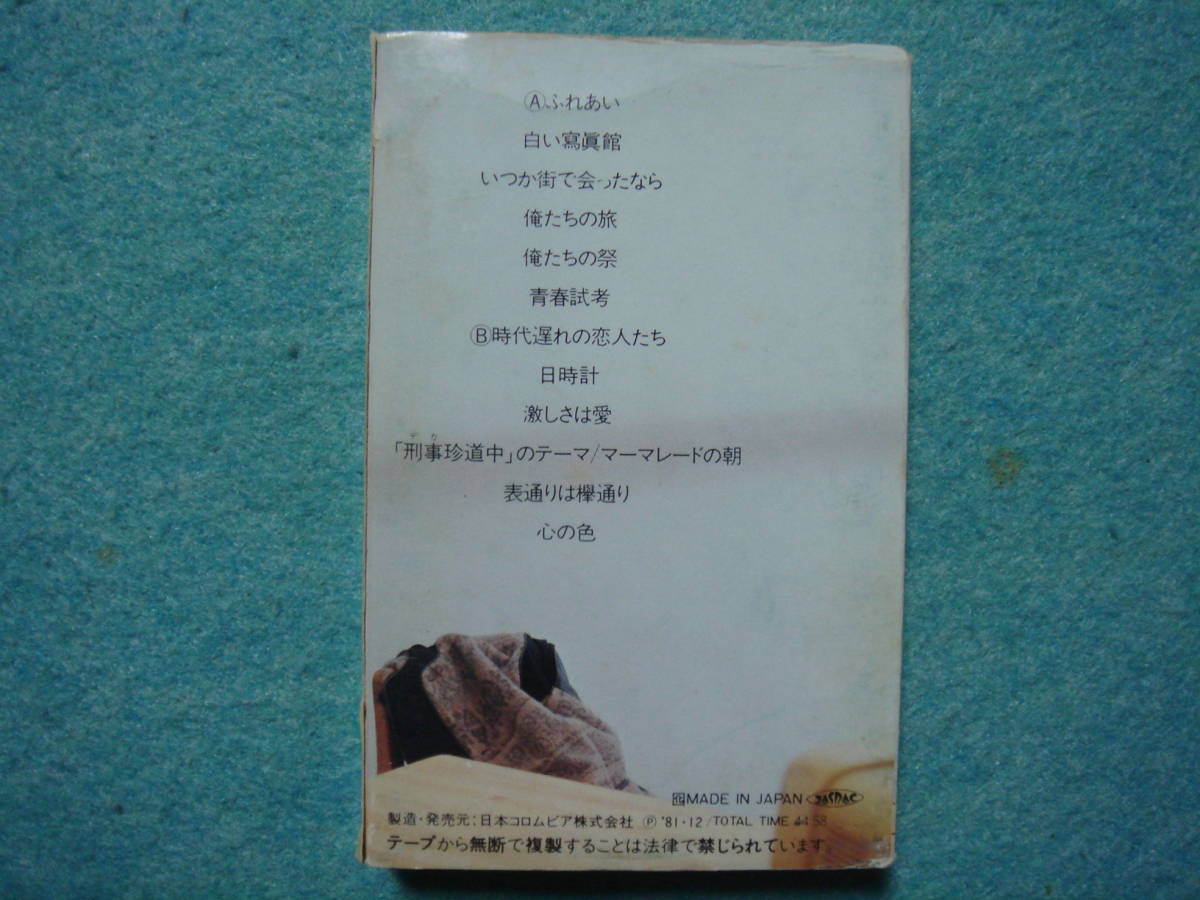 Ⓐふれあい
白い寫眞館
いつか街で会ったなら
俺たちの旅
俺たちの祭
青春試考
Ⓑ時代遅れの恋人たち
日時計
激しさは愛
デカ
「刑事珍道中」のテーマ/マーマレードの朝
表通りは欅通り
心の色
MADE IN JAPAN JASRAC
製造・発売元:日本コロムビア株式会社 Ⓟ '81・12/TOTAL TIME 44:58
テープから無断で複製することは法律で禁じられています。